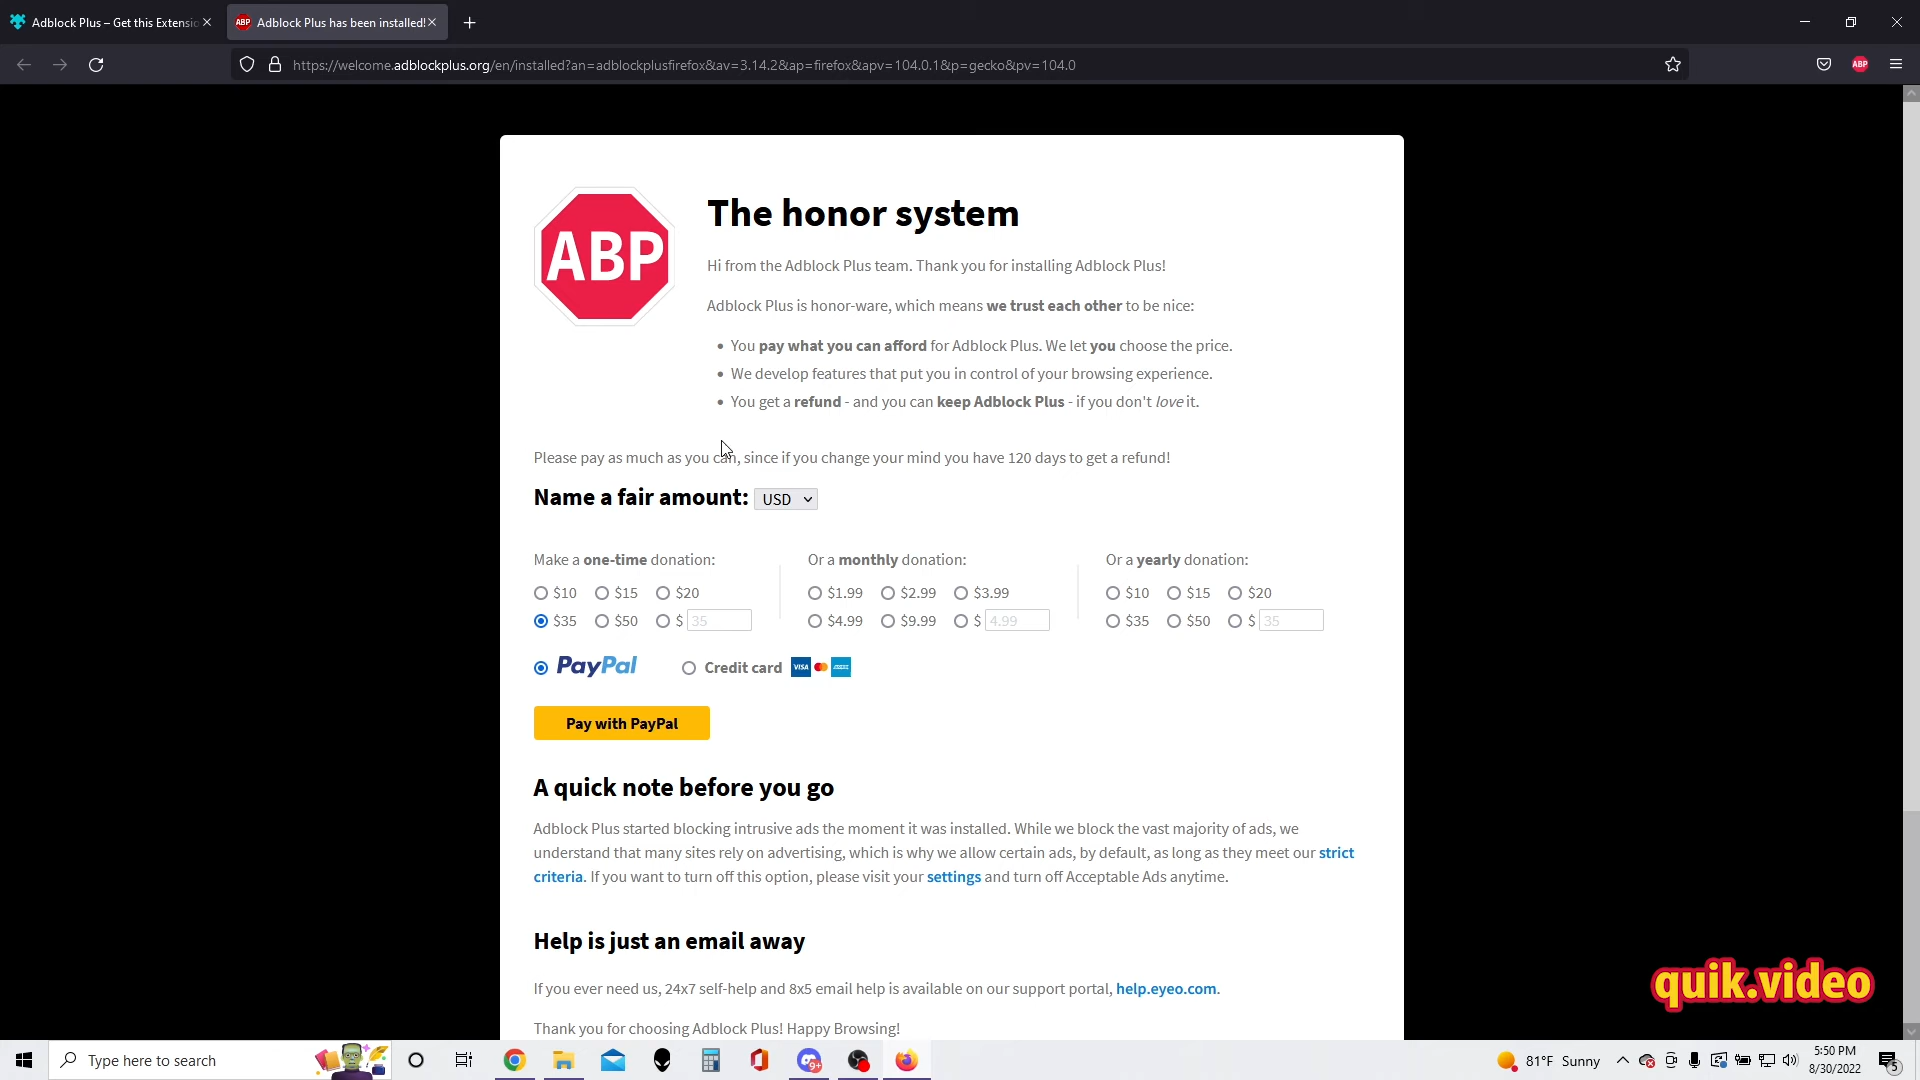 Adblock Plus – Get this Extensio
Adblock Plus has been installed!
https://welcome.adblockplus.org/en/installed?an=adblockplusfirefox&av=3.14.2&ap=firefox&apv=104.0.1&p=gecko&pv=104.0
ABP
ABP
The honor system
Hi from the Adblock Plus team. Thank you for installing Adblock Plus!
Adblock Plus is honor-ware, which means we trust each other to be nice:
• You pay what you can afford for Adblock Plus. We let you choose the price.
• We develop features that put you in control of your browsing experience.
• You get a refund - and you can keep Adblock Plus - if you don't love it.
Please pay as much as you can, since if you change your mind you have 120 days to get a refund!
Name a fair amount: USD
Make a one-time donation: Or a monthly donation: Or a yearly donation:
$10 $15 $20 $1.99 $2.99 $3.99 $10 $15 $20
$35 $50 $ 35 $4.99 $9.99 $ 4.99 $35 $50 $ 35
PayPal Credit card VISA
Pay with PayPal
A quick note before you go
Adblock Plus started blocking intrusive ads the moment it was installed. While we block the vast majority of ads, we
understand that many sites rely on advertising, which is why we allow certain ads, by default, as long as they meet our strict
criteria. If you want to turn off this option, please visit your settings and turn off Acceptable Ads anytime.
Help is just an email away
If you ever need us, 24x7 self-help and 8x5 email help is available on our support portal, help.eyeo.com.
Thank you for choosing Adblock Plus! Happy Browsing!
quik.video
Type here to search
9+
81°F Sunny
5:50 PM
8/30/2022
5